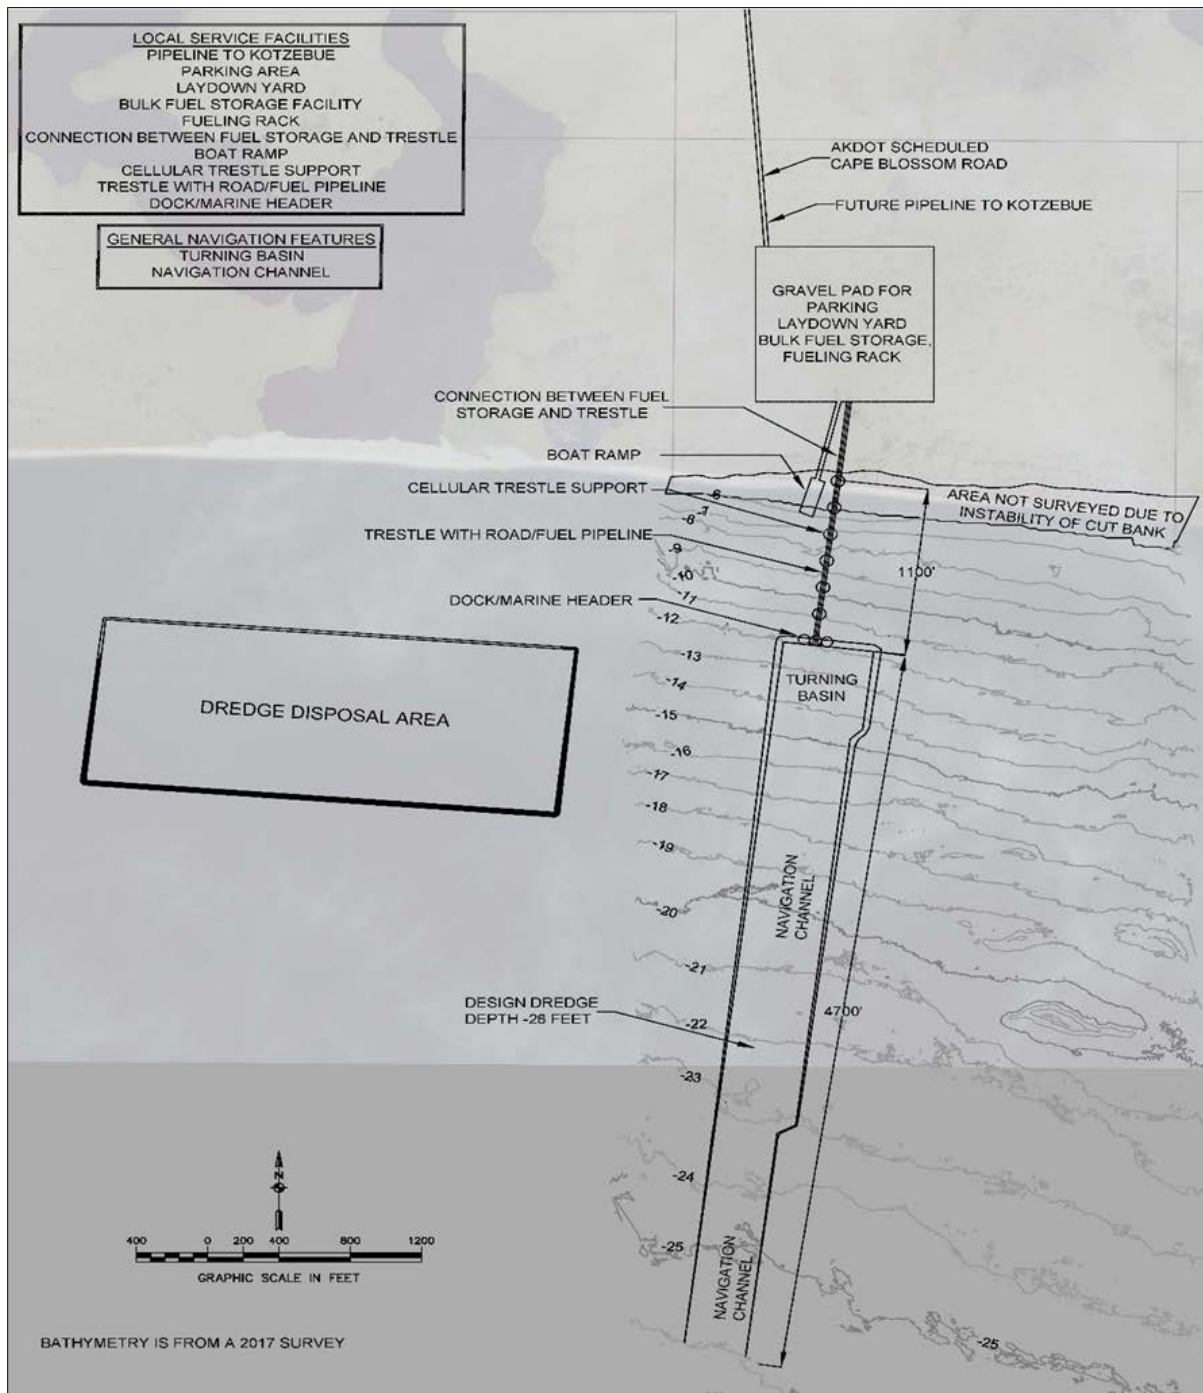 LOCAL SERVICE FACILITIES
PIPELINE TO KOTZEBUE
PARKING AREA
LAYDOWN YARD
BULK FUEL STORAGE FACILITY
FUELING RACK
CONNECTION BETWEEN FUEL STORAGE AND TRESTLE
BOAT RAMP
CELLULAR TRESTLE SUPPORT
TRESTLE WITH ROAD/FUEL PIPELINE
DOCK/MARINE HEADER
GENERAL NAVIGATION FEATURES
TURNING BASIN
NAVIGATION CHANNEL
AKDOT SCHEDULED
CAPE BLOSSOM ROAD
FUTURE PIPELINE TO KOTZEBUE
GRAVEL PAD FOR
PARKING
LAYDOWN YARD
BULK FUEL STORAGE,
FUELING RACK
CONNECTION BETWEEN FUEL
STORAGE AND TRESTLE
BOAT RAMP
CELLULAR TRESTLE SUPPORT
AREA NOT SURVEYED DUE TO
INSTABILITY OF CUT BANK
TRESTLE WITH ROAD/FUEL PIPELINE
1100'
DOCK/MARINE HEADER
-6
-7
-8
-9
-10
-11
-12
-13
-14
-15
-16
-17
-18
-19
-20
-21
-22
-23
-24
-25
-25
TURNING
BASIN
DREDGE DISPOSAL AREA
NAVIGATION
CHANNEL
DESIGN DREDGE
DEPTH -26 FEET
4700'
NAVIGATION
CHANNEL
N
400 0 200 400 800 1200
GRAPHIC SCALE IN FEET
BATHYMETRY IS FROM A 2017 SURVEY